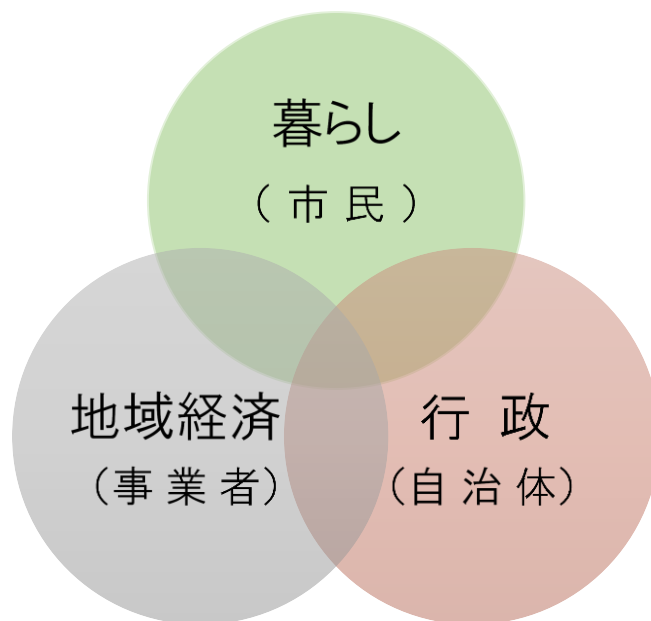 暮らし
（ 市 民 ）
地域経済
（事 業 者）
行 政
（自 治 体）